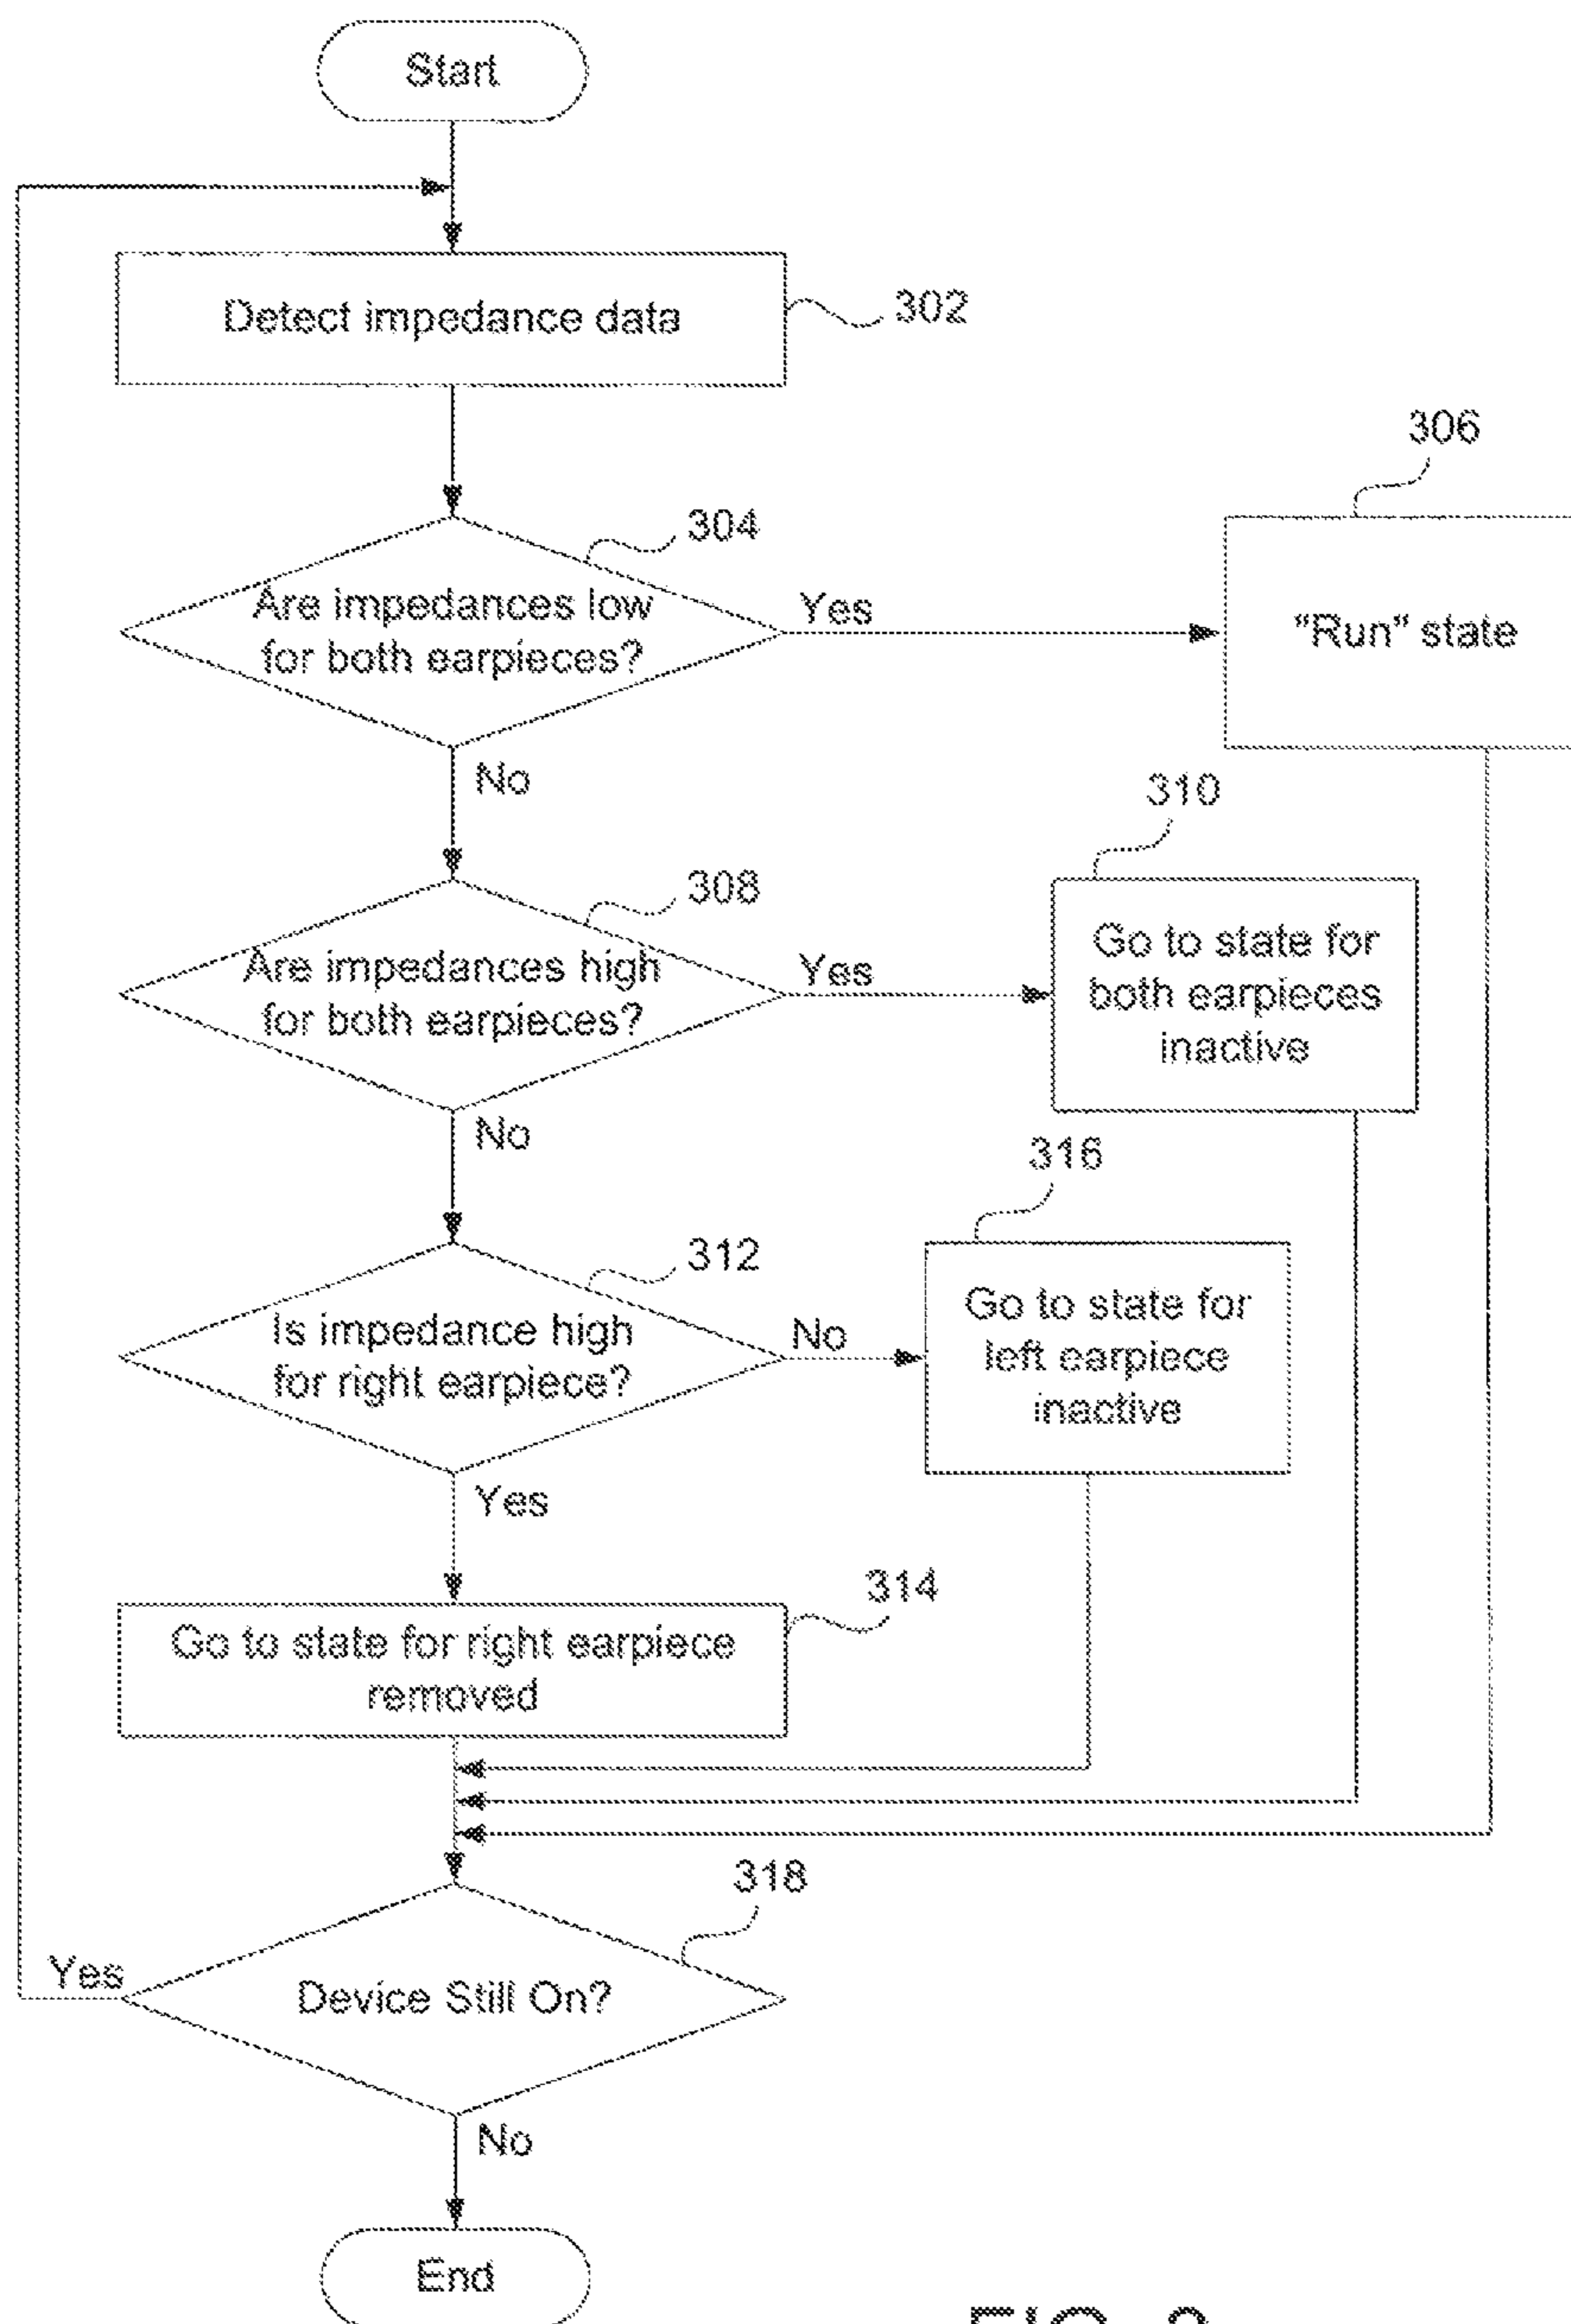 Start
Detect impedance data
302
304
Are impedances low
for both earpieces?
Yes
306
"Run" state
No
308
Are impedances high
for both earpieces?
Yes
310
Go to state for
both earpieces
inactive
No
312
Is impedance high
for right earpiece?
No
316
Go to state for
left earpiece
inactive
Yes
314
Go to state for right earpiece
removed
318
Device Still On?
Yes
No
End